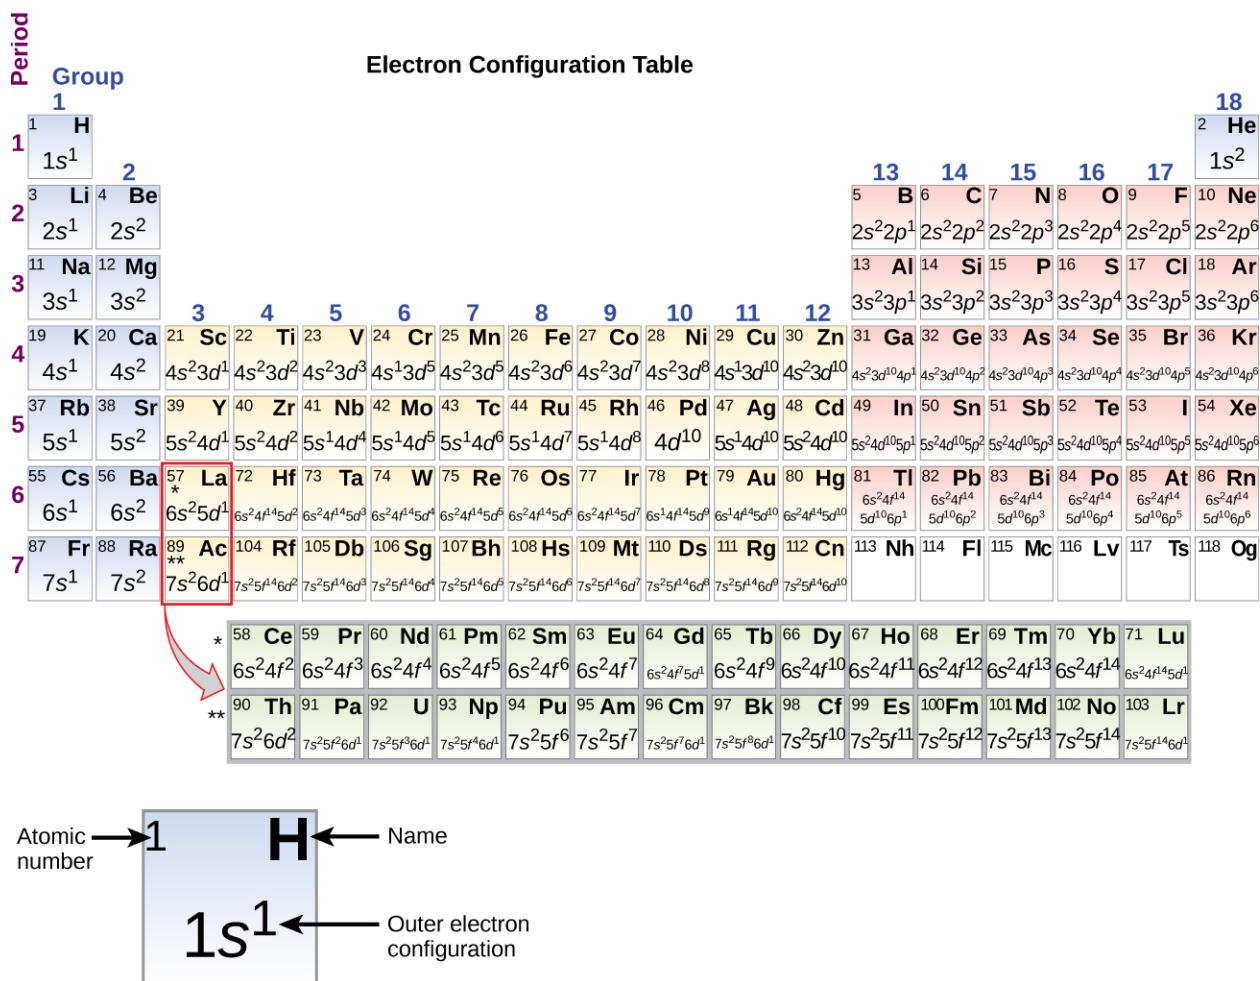 Electron Configuration Table
Period
Group
1 18
1 1 H 1s¹ 2 He 1s²
2 13 14 15 16 17
2 3 Li 2s¹ 4 Be 2s² 5 B 2s²2p¹ 6 C 2s²2p² 7 N 2s²2p³ 8 O 2s²2p⁴ 9 F 2s²2p⁵ 10 Ne 2s²2p⁶
3 11 Na 3s¹ 12 Mg 3s² 13 Al 3s²3p¹ 14 Si 3s²3p² 15 P 3s²3p³ 16 S 3s²3p⁴ 17 Cl 3s²3p⁵ 18 Ar 3s²3p⁶
3 4 5 6 7 8 9 10 11 12
4 19 K 4s¹ 20 Ca 4s² 21 Sc 4s²3d¹ 22 Ti 4s²3d² 23 V 4s²3d³ 24 Cr 4s¹3d⁵ 25 Mn 4s²3d⁵ 26 Fe 4s²3d⁶ 27 Co 4s²3d⁷ 28 Ni 4s²3d⁸ 29 Cu 4s¹3d¹⁰ 30 Zn 4s²3d¹⁰ 31 Ga 4s²3d¹⁰4p¹ 32 Ge 4s²3d¹⁰4p² 33 As 4s²3d¹⁰4p³ 34 Se 4s²3d¹⁰4p⁴ 35 Br 4s²3d¹⁰4p⁵ 36 Kr 4s²3d¹⁰4p⁶
5 37 Rb 5s¹ 38 Sr 5s² 39 Y 5s²4d¹ 40 Zr 5s²4d² 41 Nb 5s¹4d⁴ 42 Mo 5s¹4d⁵ 43 Tc 5s¹4d⁶ 44 Ru 5s¹4d⁷ 45 Rh 5s¹4d⁸ 46 Pd 4d¹⁰ 47 Ag 5s¹4d¹⁰ 48 Cd 5s²4d¹⁰ 49 In 5s²4d¹⁰5p¹ 50 Sn 5s²4d¹⁰5p² 51 Sb 5s²4d¹⁰5p³ 52 Te 5s²4d¹⁰5p⁴ 53 I 5s²4d¹⁰5p⁵ 54 Xe 5s²4d¹⁰5p⁶
6 55 Cs 6s¹ 56 Ba 6s² 57 La * 6s²5d¹ 72 Hf 6s²4f¹⁴5d² 73 Ta 6s²4f¹⁴5d³ 74 W 6s²4f¹⁴5d⁴ 75 Re 6s²4f¹⁴5d⁵ 76 Os 6s²4f¹⁴5d⁶ 77 Ir 6s²4f¹⁴5d⁷ 78 Pt 6s¹4f¹⁴5d⁹ 79 Au 6s¹4f¹⁴5d¹⁰ 80 Hg 6s²4f¹⁴5d¹⁰ 81 Tl 6s²4f¹⁴5d¹⁰6p¹ 82 Pb 6s²4f¹⁴5d¹⁰6p² 83 Bi 6s²4f¹⁴5d¹⁰6p³ 84 Po 6s²4f¹⁴5d¹⁰6p⁴ 85 At 6s²4f¹⁴5d¹⁰6p⁵ 86 Rn 6s²4f¹⁴5d¹⁰6p⁶
7 87 Fr 7s¹ 88 Ra 7s² 89 Ac ** 7s²6d¹ 104 Rf 7s²5f¹⁴6d² 105 Db 7s²5f¹⁴6d³ 106 Sg 7s²5f¹⁴6d⁴ 107 Bh 7s²5f¹⁴6d⁵ 108 Hs 7s²5f¹⁴6d⁶ 109 Mt 7s²5f¹⁴6d⁷ 110 Ds 7s²5f¹⁴6d⁸ 111 Rg 7s²5f¹⁴6d⁹ 112 Cn 7s²5f¹⁴6d¹⁰ 113 Nh 114 Fl 115 Mc 116 Lv 117 Ts 118 Og
* 58 Ce 6s²4f² 59 Pr 6s²4f³ 60 Nd 6s²4f⁴ 61 Pm 6s²4f⁵ 62 Sm 6s²4f⁶ 63 Eu 6s²4f⁷ 64 Gd 6s²4f⁷5d¹ 65 Tb 6s²4f⁹ 66 Dy 6s²4f¹⁰ 67 Ho 6s²4f¹¹ 68 Er 6s²4f¹² 69 Tm 6s²4f¹³ 70 Yb 6s²4f¹⁴ 71 Lu 6s²4f¹⁴5d¹
** 90 Th 7s²6d² 91 Pa 7s²5f²6d¹ 92 U 7s²5f³6d¹ 93 Np 7s²5f⁴6d¹ 94 Pu 7s²5f⁶ 95 Am 7s²5f⁷ 96 Cm 7s²5f⁷6d¹ 97 Bk 7s²5f⁸6d¹ 98 Cf 7s²5f¹⁰ 99 Es 7s²5f¹¹ 100 Fm 7s²5f¹² 101 Md 7s²5f¹³ 102 No 7s²5f¹⁴ 103 Lr 7s²5f¹⁴6d¹
Atomic number
1 H
Name
1s¹
Outer electron configuration